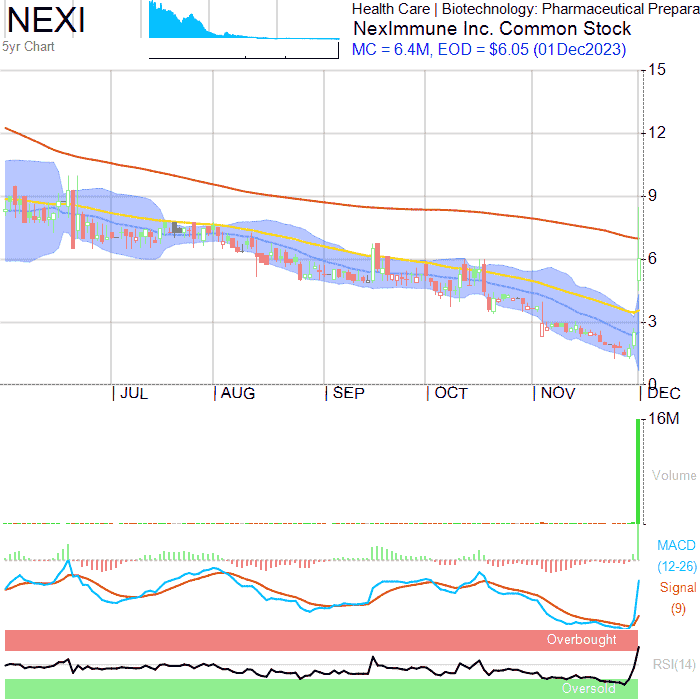 NEXI
5yr Chart
Health Care | Biotechnology: Pharmaceutical Prepara
NexImmune Inc. Common Stock
MC = 6.4M, EOD = $6.05 (01Dec2023)
15
12
9
6
3
0
| JUL | AUG | SEP | OCT | NOV | DEC
16M
Volume
MACD
(12-26)
Signal
(9)
Overbought
RSI(14)
Oversold